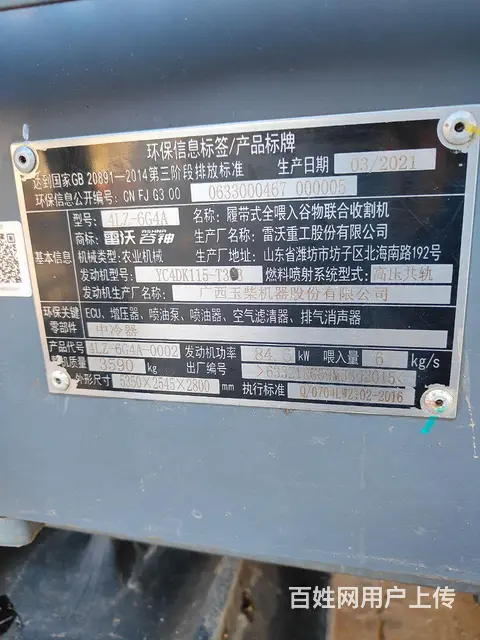 环保信息标签/产品标牌
达到国家GB 20891—2014第三阶段排放标准 生产日期 03/2021
环保信息公开编号: CN FJ G3 00 0633000467 000005
型号: 4LZ-6G4A 名称: 履带式全喂入谷物联合收割机
商标: 雷沃谷神 生产厂: 雷沃重工股份有限公司
基本信息 机械类型: 农业机械 生产厂地址: 山东省潍坊市坊子区北海南路192号
发动机型号: 燃料喷射系统型式: 高压共轨
发动机生产厂: 广西玉柴机器股份有限公司
环保关键零部件 ECU、增压器、喷油泵、喷油器、空气滤清器、排气消声器
中冷器
产品代号 4LZ-6G4A-0002 发动机功率 kW 喂入量 6 kg/s
整机质量 3590 kg 出厂编号
外形尺寸 5350×2545×2800 mm 执行标准
百姓网用户上传